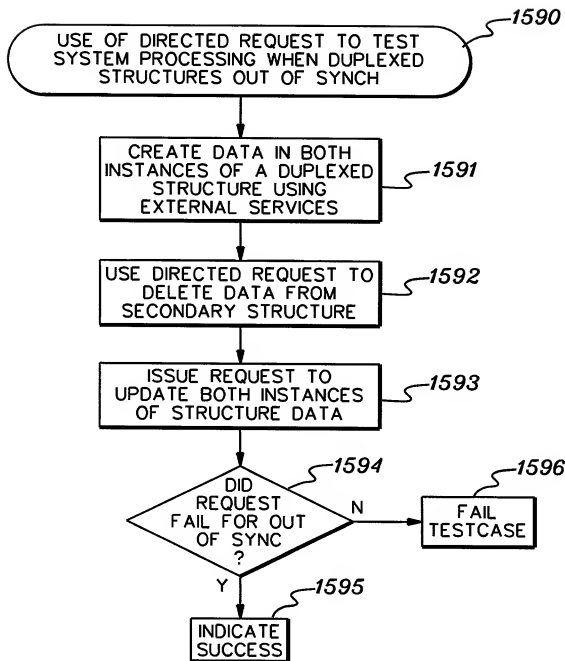 1590
USE OF DIRECTED REQUEST TO TEST
SYSTEM PROCESSING WHEN DUPLEXED
STRUCTURES OUT OF SYNCH
CREATE DATA IN BOTH
INSTANCES OF A DUPLEXED
STRUCTURE USING
EXTERNAL SERVICES
1591
USE DIRECTED REQUEST TO
DELETE DATA FROM
SECONDARY STRUCTURE
1592
ISSUE REQUEST TO
UPDATE BOTH INSTANCES
OF STRUCTURE DATA
1593
1594
DID
REQUEST
FAIL FOR OUT
OF SYNC
?
N
1596
FAIL
TESTCASE
Y
1595
INDICATE
SUCCESS